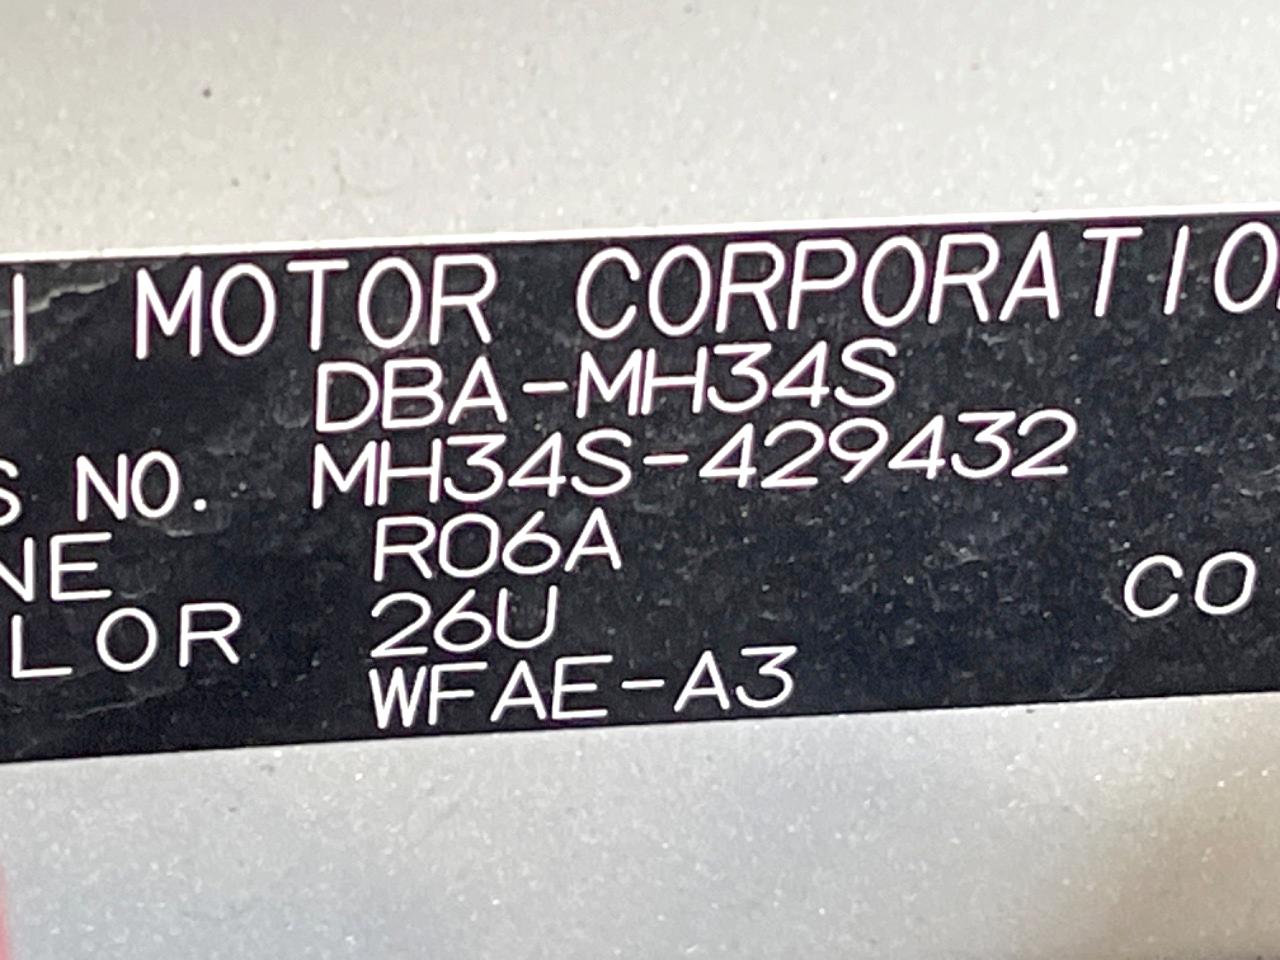 I MOTOR CORPORATIO
DBA-MH34S
S NO. MH34S-429432
NE R06A
LOR 26U CO
WFAE-A3